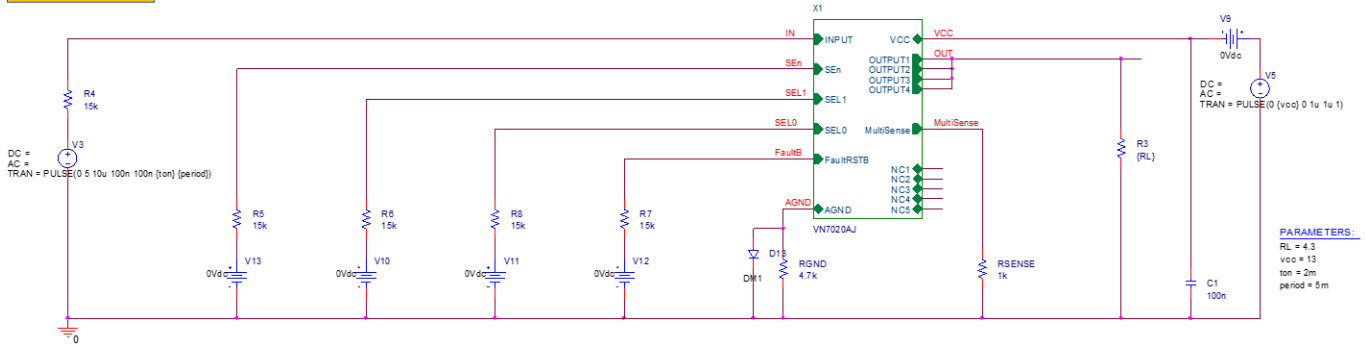 X1
V9
IN
INPUT
VCC
VCC
0Vdc
SEn
SEn
OUTPUT1
OUT
OUTPUT2
OUTPUT3
OUTPUT4
V5
R4
15k
SEL1
SEL1
DC =
AC =
TRAN = PULSE(0 {vcc} 0 1u 1u 1)
SEL0
SEL0
MultiSense
MultiSense
V3
R3
{RL}
DC =
AC =
TRAN = PULSE(0 5 10u 100n 100n {ton} {period})
FaultB
FaultRSTB
NC1
NC2
NC3
NC4
NC5
AGND
AGND
R5
15k
R6
15k
R8
15k
R7
15k
VN7020AJ
PARAMETERS:
RL = 4.3
vcc = 13
ton = 2m
period = 5m
V13
0Vdc
V10
0Vdc
V11
0Vdc
V12
0Vdc
DM1
RGND
4.7k
RSENSE
1k
C1
100n
0